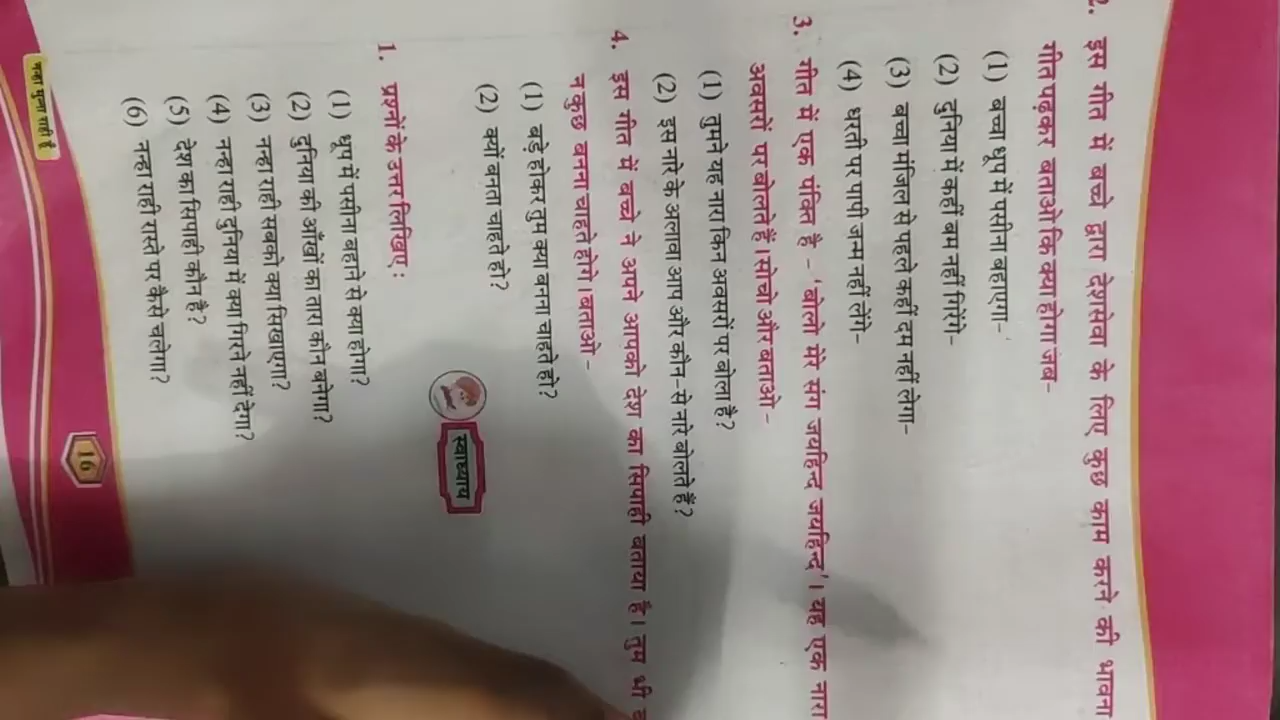 2. इस गीत में बच्चे द्वारा देशसेवा के लिए कुछ काम करने की भावना
गीत पढ़कर बताओ कि क्या होगा जब-
(1) बच्चा धूप में पसीना बहाएगा-
(2) दुनिया में कहीं बम नहीं गिरेंगे-
(3) बच्चा मंजिल से पहले कहीं दम नहीं लेगा-
(4) धरती पर पापी जन्म नहीं लेंगे-
3. गीत में एक पंक्ति है - 'बोलो मेरे संग जयहिन्द जयहिन्द'। यह एक नारा
अवसरों पर बोलते हैं। सोचो और बताओ -
(1) तुमने यह नारा किन अवसरों पर बोला है?
(2) इस नारे के अलावा आप और कौन-से नारे बोलते हैं?
4. इस गीत में बच्चे ने अपने आपको देश का सिपाही बताया है। तुम भी
न कुछ बनना चाहते होगे। बताओ -
(1) बड़े होकर तुम क्या बनना चाहते हो?
(2) क्यों बनना चाहते हो?
स्वाध्याय
1. प्रश्नों के उत्तर लिखिए :
(1) धूप में पसीना बहाने से क्या होगा?
(2) दुनिया की आँखों का तारा कौन बनेगा?
(3) नन्हा राही सबको क्या सिखाएगा?
(4) नन्हा राही दुनिया में क्या गिरने नहीं देगा?
(5) देश का सिपाही कौन है?
(6) नन्हा राही रास्ते पर कैसे चलेगा?
16
नन्हा मुन्ना राही हूँ